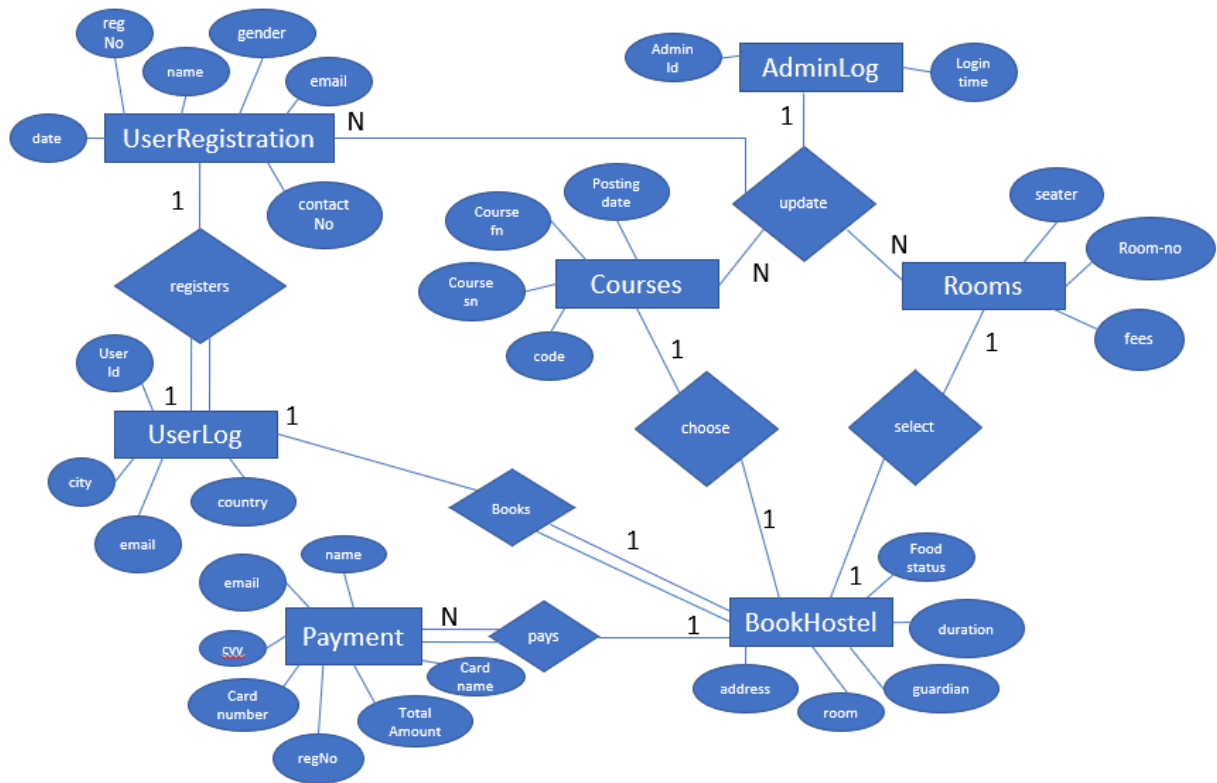 reg
No
gender
name
email
date
UserRegistration
N
contact
No
1
Admin
Id
AdminLog
Login
time
1
update
Posting
date
Course
fn
Course
sn
Courses
code
N
N
seater
Room-no
Rooms
fees
registers
User
Id
1
1
UserLog
city
email
country
1
choose
1
select
Books
1
1
1
Food
status
BookHostel
duration
guardian
room
address
name
email
cvv
Payment
N
pays
1
Card
name
Card
number
Total
Amount
regNo